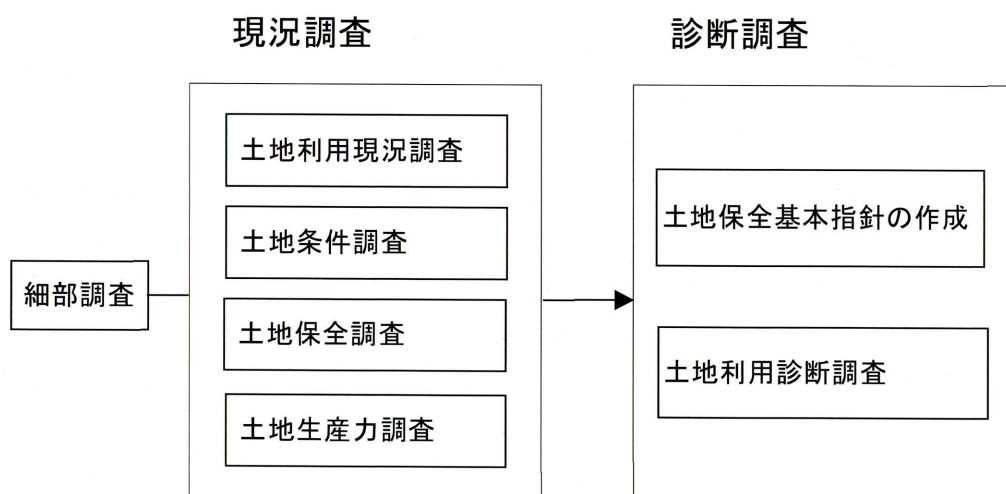 現況調査
診断調査
細部調査
土地利用現況調査
土地条件調査
土地保全調査
土地生産力調査
土地保全基本指針の作成
土地利用診断調査